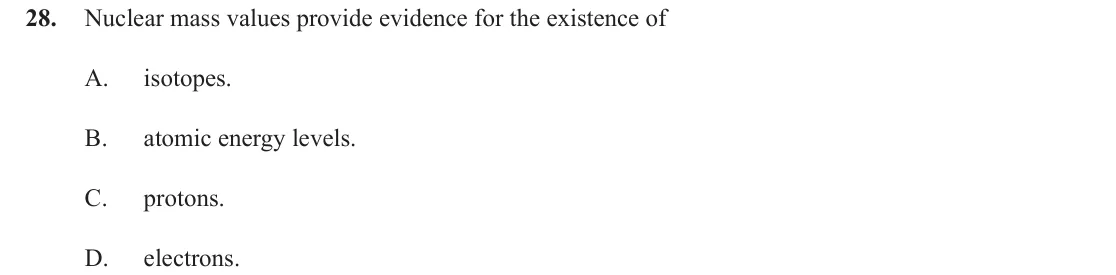 28. Nuclear mass values provide evidence for the existence of
A. isotopes.
B. atomic energy levels.
C. protons.
D. electrons.